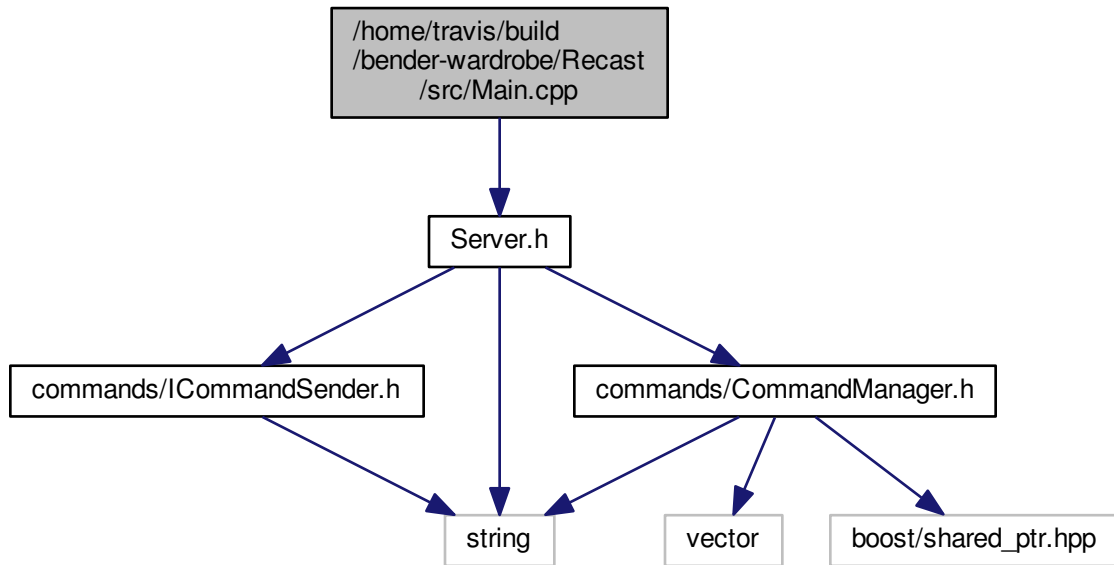 /home/travis/build
/bender-wardrobe/Recast
/src/Main.cpp
Server.h
commands/ICommandSender.h
commands/CommandManager.h
string
vector
boost/shared_ptr.hpp